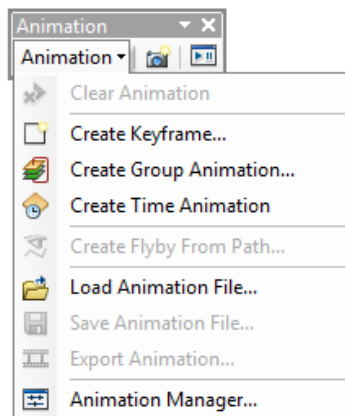 Animation
Animation
Clear Animation
Create Keyframe...
Create Group Animation...
Create Time Animation
Create Flyby From Path...
Load Animation File...
Save Animation File...
Export Animation...
Animation Manager...